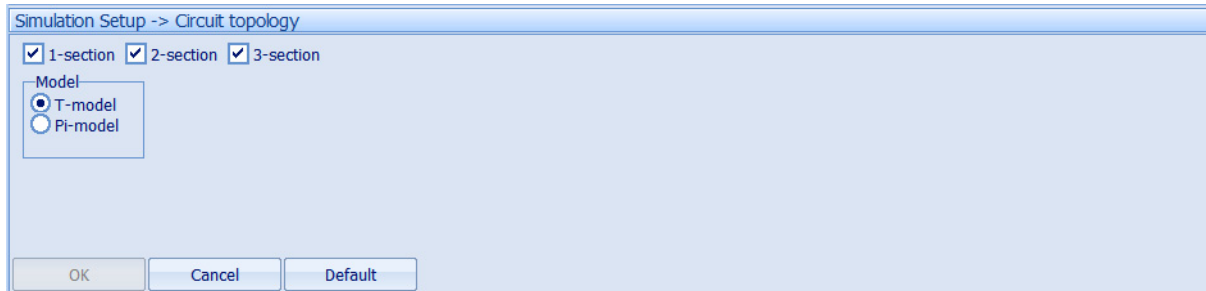 Simulation Setup -> Circuit topology
1-section 2-section 3-section
Model
T-model
Pi-model
OK Cancel Default